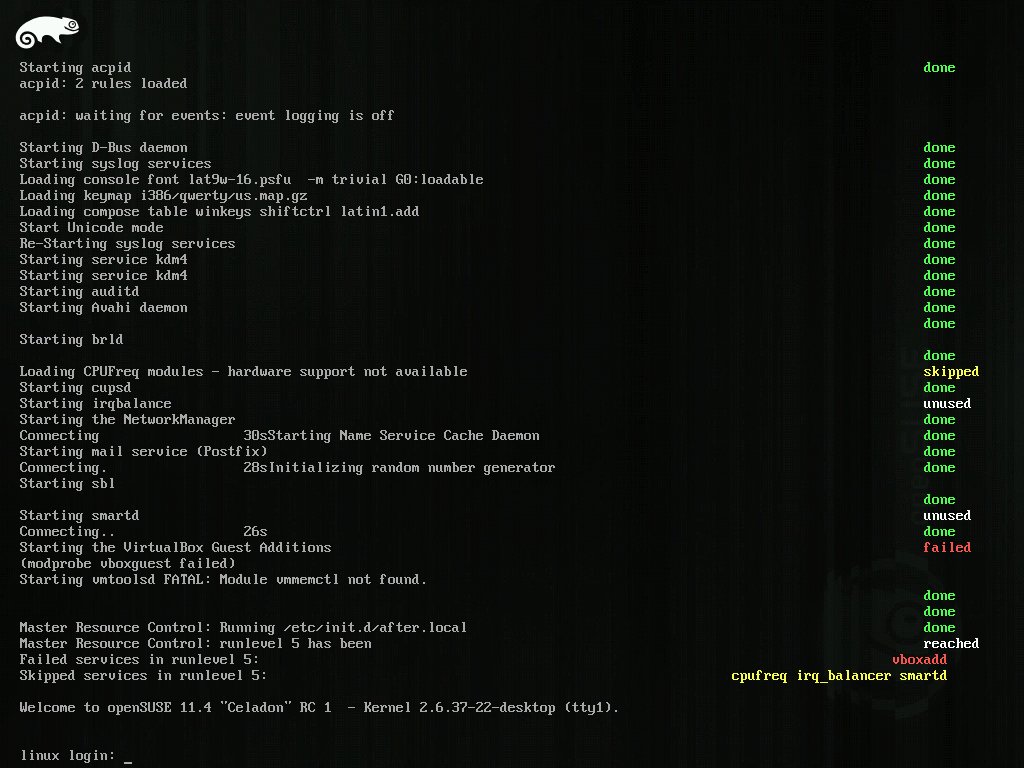 Starting acpid done
acpid: 2 rules loaded
acpid: waiting for events: event logging is off
Starting D-Bus daemon done
Starting syslog services done
Loading console font lat9w-16.psfu  -m trivial G0:loadable done
Loading keymap i386/qwerty/us.map.gz done
Loading compose table winkeys shiftctrl latin1.add done
Start Unicode mode done
Re-Starting syslog services done
Starting service kdm4 done
Starting service kdm4 done
Starting auditd done
Starting Avahi daemon done
done
Starting brld
done
Loading CPUFreq modules - hardware support not available skipped
Starting cupsd done
Starting irqbalance unused
Starting the NetworkManager done
Connecting 30sStarting Name Service Cache Daemon done
Starting mail service (Postfix) done
Connecting. 28sInitializing random number generator done
Starting sbl
done
Starting smartd unused
Connecting.. 26s done
Starting the VirtualBox Guest Additions failed
(modprobe vboxguest failed)
Starting vmtoolsd FATAL: Module vmmemctl not found.
done
done
Master Resource Control: Running /etc/init.d/after.local done
Master Resource Control: runlevel 5 has been reached
Failed services in runlevel 5: vboxadd
Skipped services in runlevel 5: cpufreq irq_balancer smartd
Welcome to openSUSE 11.4 "Celadon" RC 1  - Kernel 2.6.37-22-desktop (tty1).
linux login: _